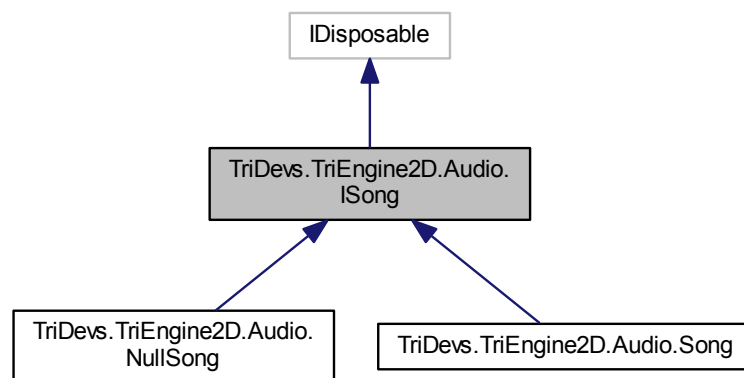 IDisposable
TriDevs.TriEngine2D.Audio.
ISong
TriDevs.TriEngine2D.Audio.
NullSong
TriDevs.TriEngine2D.Audio.Song